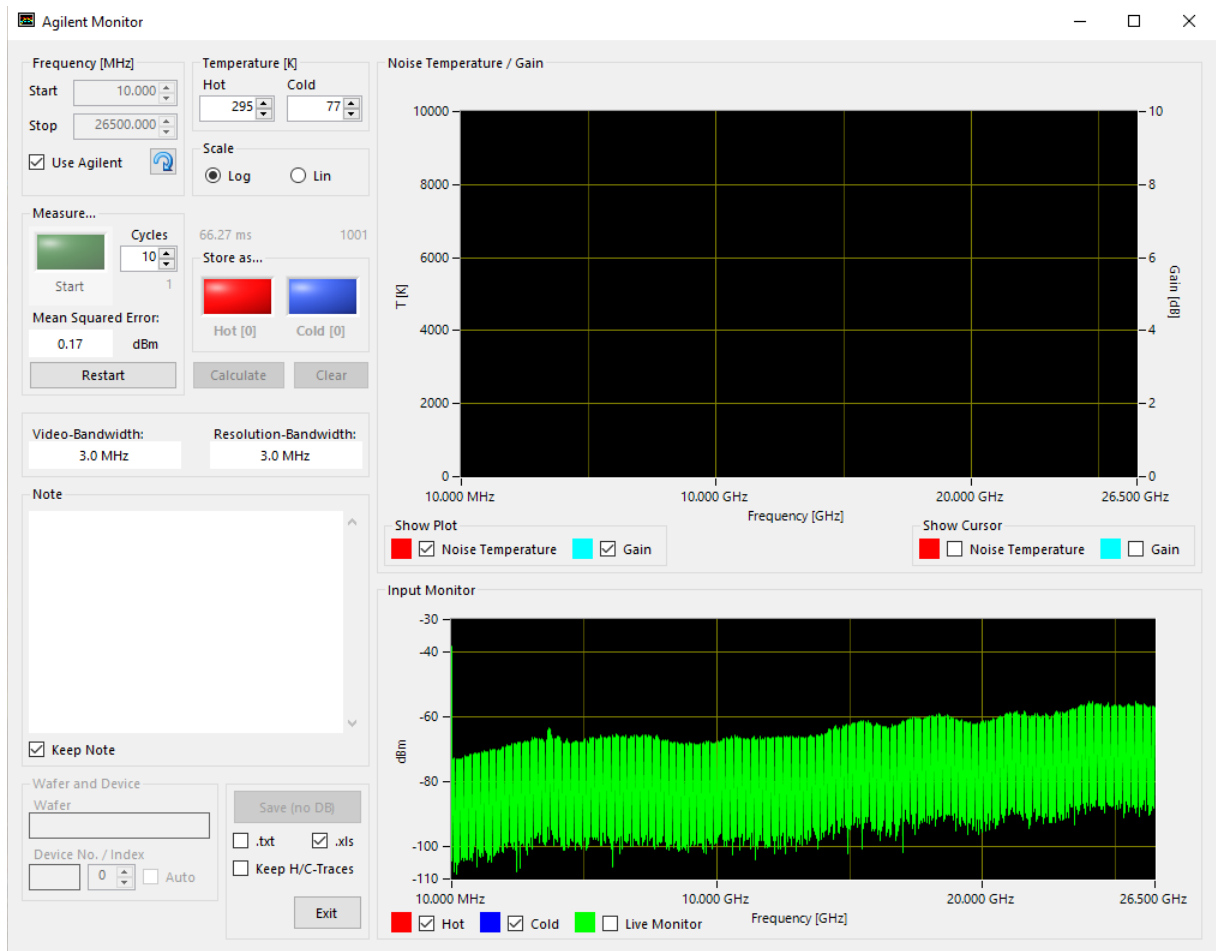 Agilent Monitor
Frequency [MHz]
Start 10.000
Stop 26500.000
Use Agilent
Temperature [K]
Hot Cold
295 77
Scale
Log Lin
Measure...
Cycles
10
Start 1
Mean Squared Error:
0.17 dBm
Restart
66.27 ms 1001
Store as...
Hot [0] Cold [0]
Calculate Clear
Video-Bandwidth: Resolution-Bandwidth:
3.0 MHz 3.0 MHz
Note
Keep Note
Wafer and Device
Wafer
Device No. / Index
0 Auto
Save (no DB)
.txt .xls
Keep H/C-Traces
Exit
Noise Temperature / Gain
10000 10
8000 8
6000 6
4000 4
2000 2
0 0
T [K]
Gain [dB]
10.000 MHz 10.000 GHz 20.000 GHz 26.500 GHz
Frequency [GHz]
Show Plot
Noise Temperature Gain
Show Cursor
Noise Temperature Gain
Input Monitor
-30
-40
-60
-80
-100
-110
dBm
10.000 MHz 10.000 GHz 20.000 GHz 26.500 GHz
Hot Cold Live Monitor Frequency [GHz]